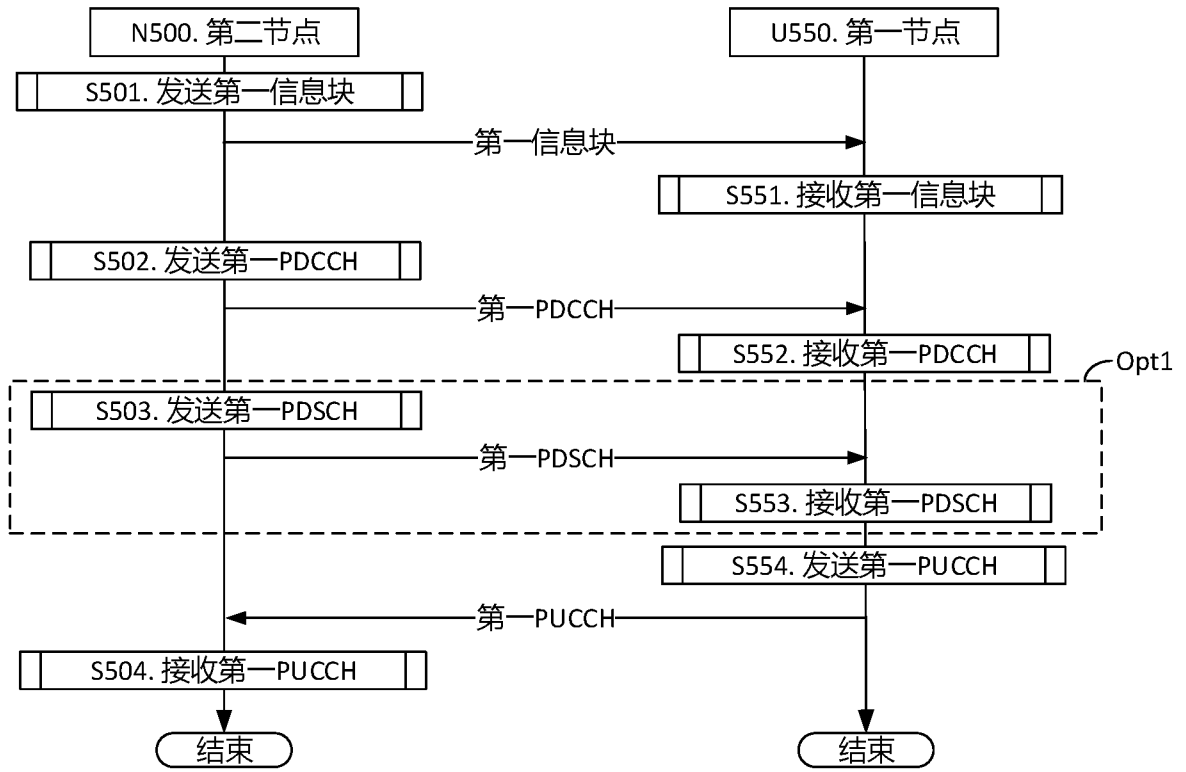 N500. 第二节点
U550. 第一节点
S501. 发送第一信息块
第一信息块
S551. 接收第一信息块
S502. 发送第一PDCCH
第一PDCCH
S552. 接收第一PDCCH
Opt1
S503. 发送第一PDSCH
第一PDSCH
S553. 接收第一PDSCH
S554. 发送第一PUCCH
第一PUCCH
S504. 接收第一PUCCH
结束
结束